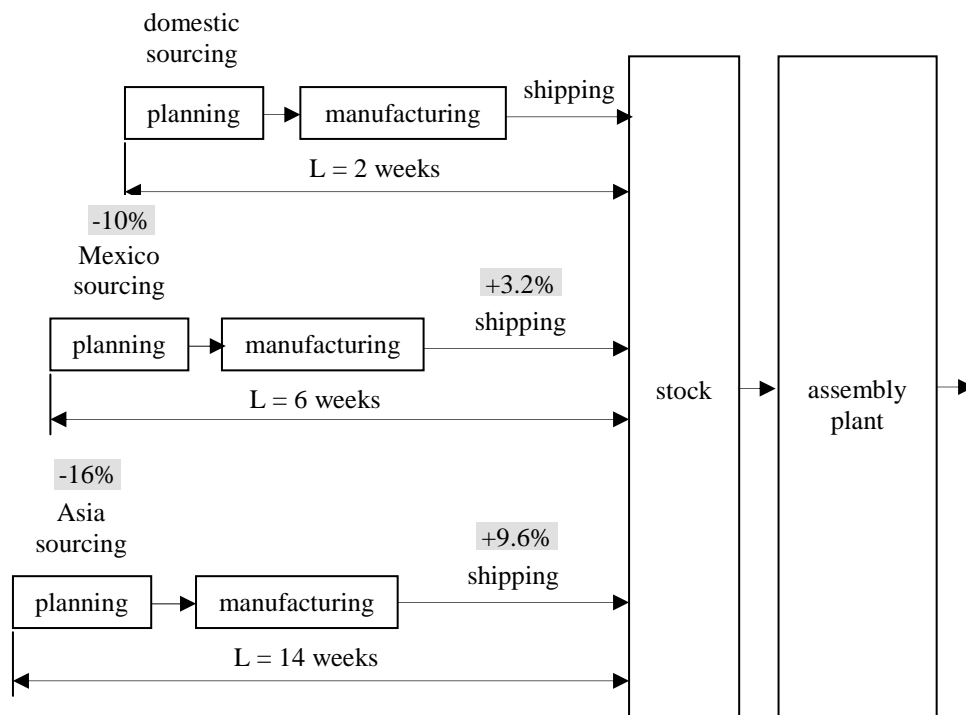 domestic
sourcing
planning
manufacturing
shipping
L = 2 weeks
-10%
Mexico
sourcing
+3.2%
shipping
planning
manufacturing
L = 6 weeks
stock
assembly
plant
-16%
Asia
sourcing
+9.6%
shipping
planning
manufacturing
L = 14 weeks